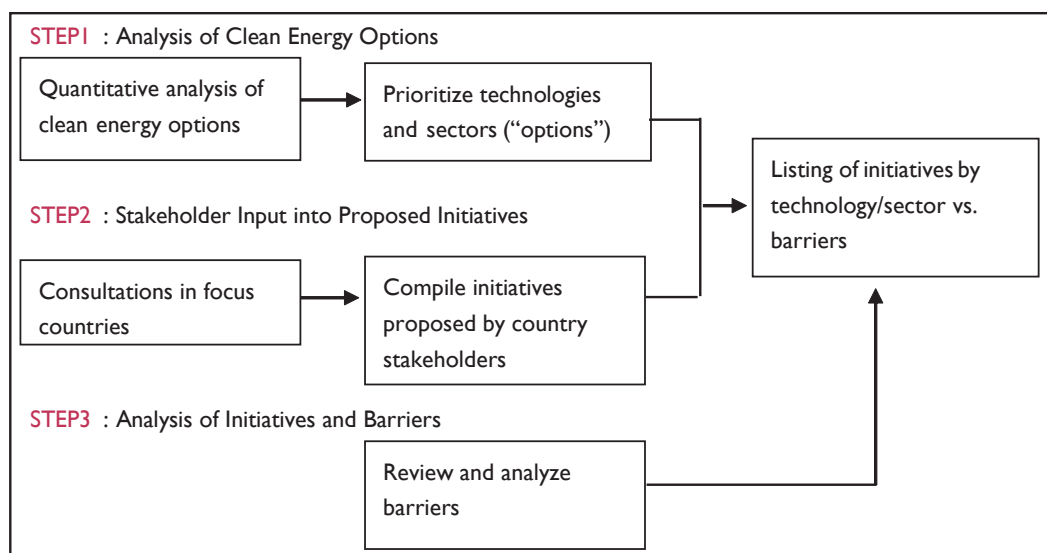 STEP1 : Analysis of Clean Energy Options
Quantitative analysis of
clean energy options
Prioritize technologies
and sectors (“options”)
Listing of initiatives by
technology/sector vs.
barriers
STEP2 : Stakeholder Input into Proposed Initiatives
Consultations in focus
countries
Compile initiatives
proposed by country
stakeholders
STEP3 : Analysis of Initiatives and Barriers
Review and analyze
barriers